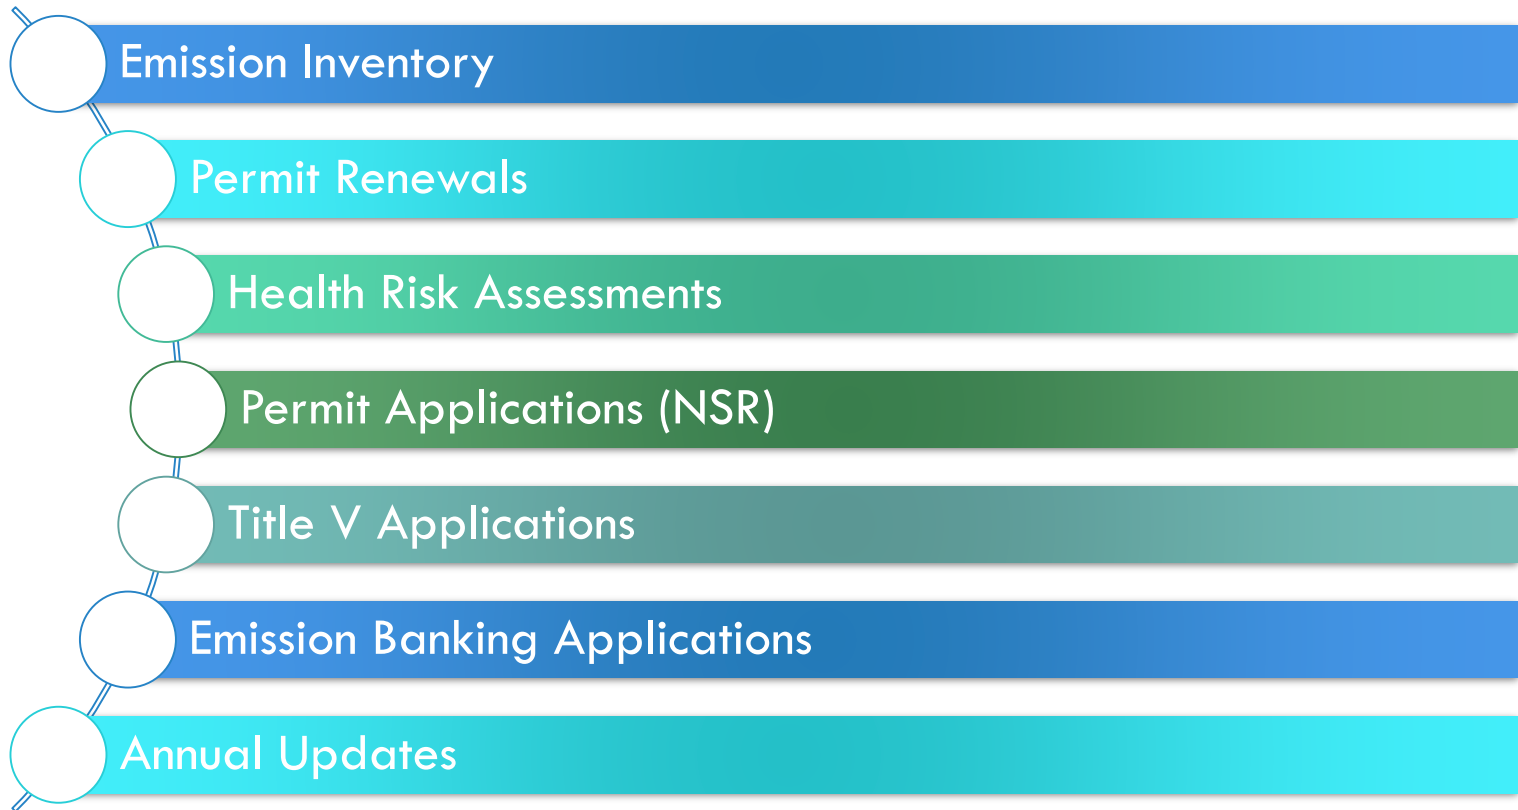 Emission Inventory
Permit Renewals
Health Risk Assessments
Permit Applications (NSR)
Title V Applications
Emission Banking Applications
Annual Updates